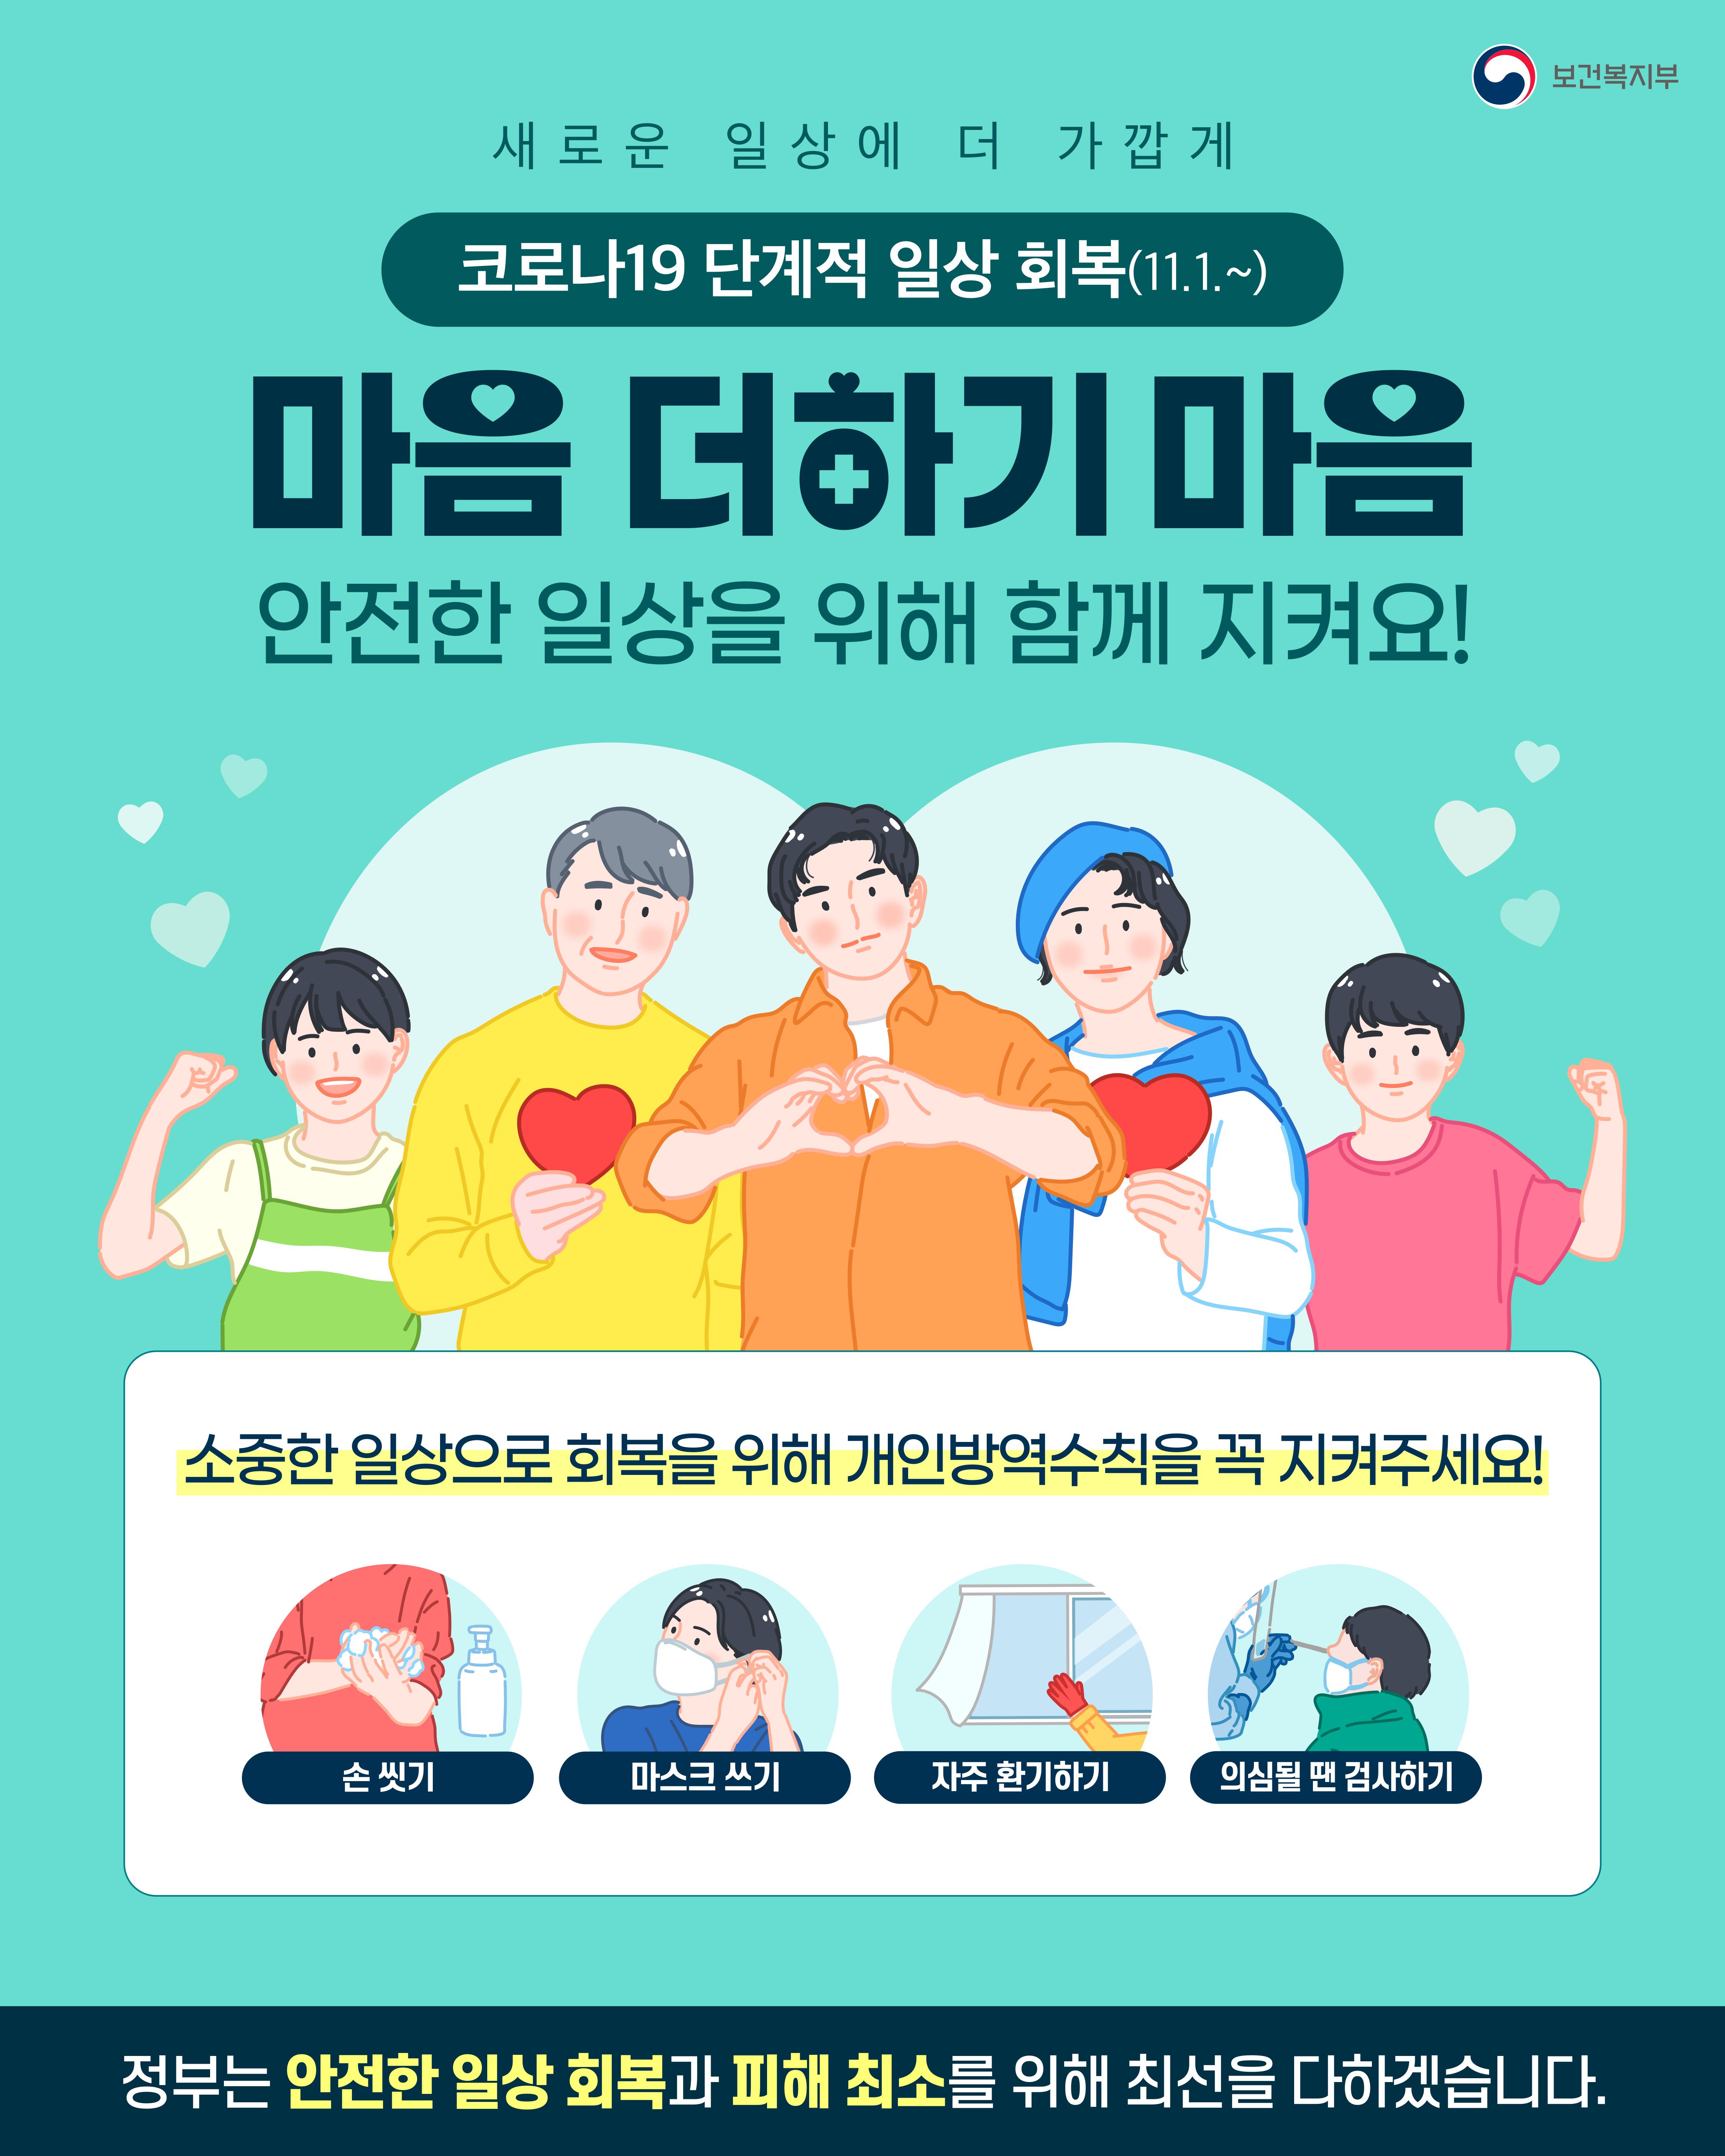 보건복지부
새로운 일상에 더 가깝게
코로나19 단계적 일상 회복(11.1.~)
마음 더하기 마음
안전한 일상을 위해 함께 지켜요!
소중한 일상으로 회복을 위해 개인방역수칙을 꼭 지켜주세요!
손 씻기
마스크 쓰기
자주 환기하기
의심될 땐 검사하기
정부는 안전한 일상 회복과 피해 최소를 위해 최선을 다하겠습니다.